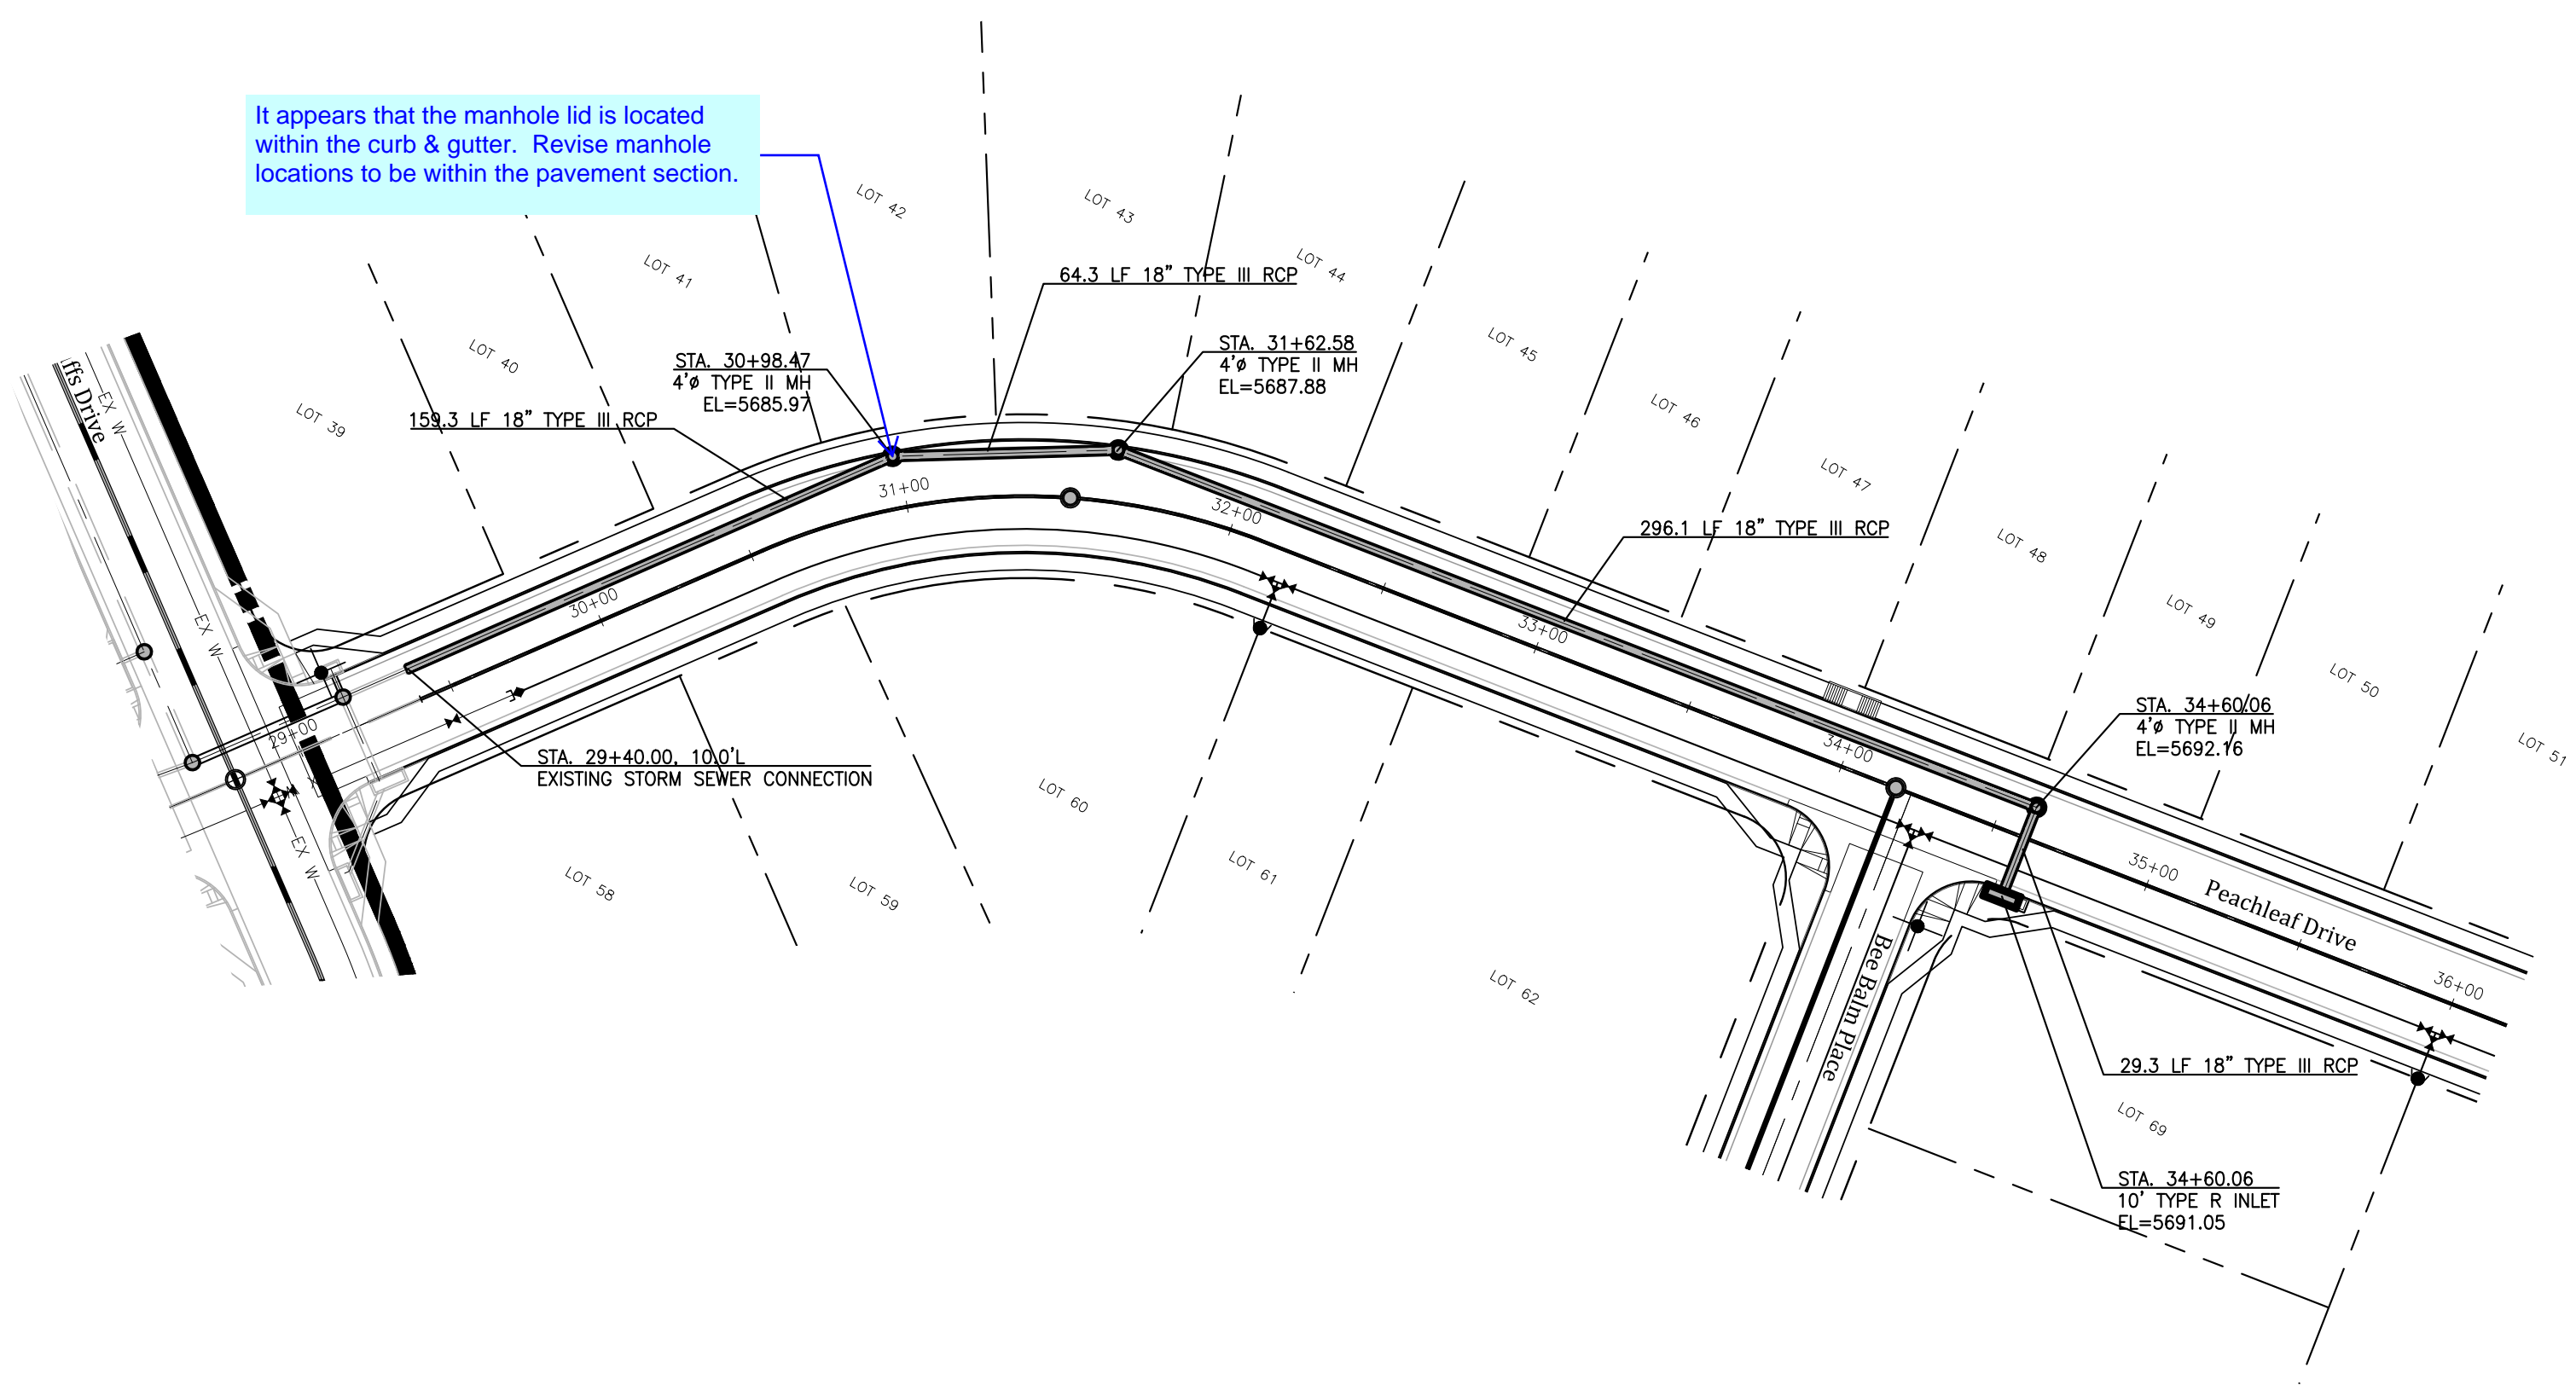 It appears that the manhole lid is located
within the curb & gutter.  Revise manhole
locations to be within the pavement section.
LOT 39
LOT 40
LOT 41
LOT 42
LOT 43
LOT 44
LOT 45
LOT 46
LOT 47
LOT 48
LOT 49
LOT 50
LOT 51
64.3 LF 18" TYPE III RCP
STA. 30+98.47
4'ø TYPE II MH
EL=5685.97
STA. 31+62.58
4'ø TYPE II MH
EL=5687.88
159.3 LF 18" TYPE III RCP
296.1 LF 18" TYPE III RCP
ffs Drive
EX W
EX W
EX W
29+00
30+00
31+00
32+00
33+00
34+00
35+00
36+00
STA. 29+40.00, 10.0'L
EXISTING STORM SEWER CONNECTION
STA. 34+60.06
4'ø TYPE II MH
EL=5692.16
Peachleaf Drive
Bee Balm Place
LOT 58
LOT 59
LOT 60
LOT 61
LOT 62
LOT 69
29.3 LF 18" TYPE III RCP
STA. 34+60.06
10' TYPE R INLET
EL=5691.05